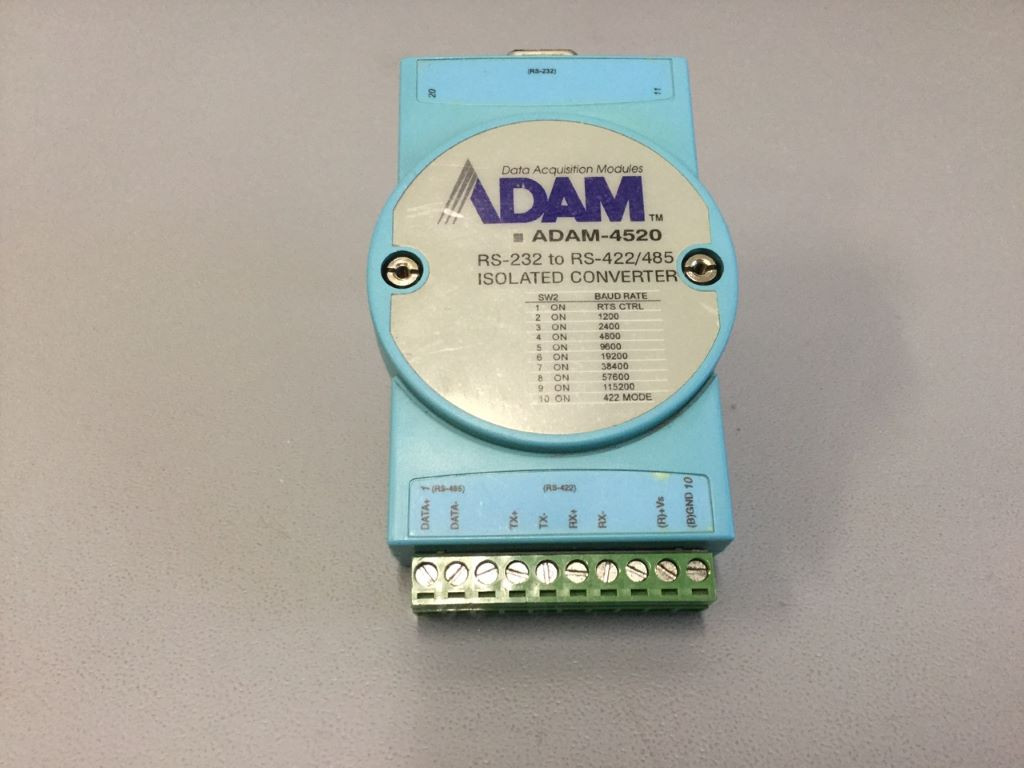 (RS-232)
20 11
Data Acquisition Modules
ADAM™
ADAM-4520
RS-232 to RS-422/485
ISOLATED CONVERTER
SW2 BAUD RATE
1 ON RTS CTRL
2 ON 1200
3 ON 2400
4 ON 4800
5 ON 9600
6 ON 19200
7 ON 38400
8 ON 57600
9 ON 115200
10 ON 422 MODE
1 (RS-485) (RS-422) 10
DATA+ DATA- TX+ TX- RX+ RX- (R)+Vs (B)GND